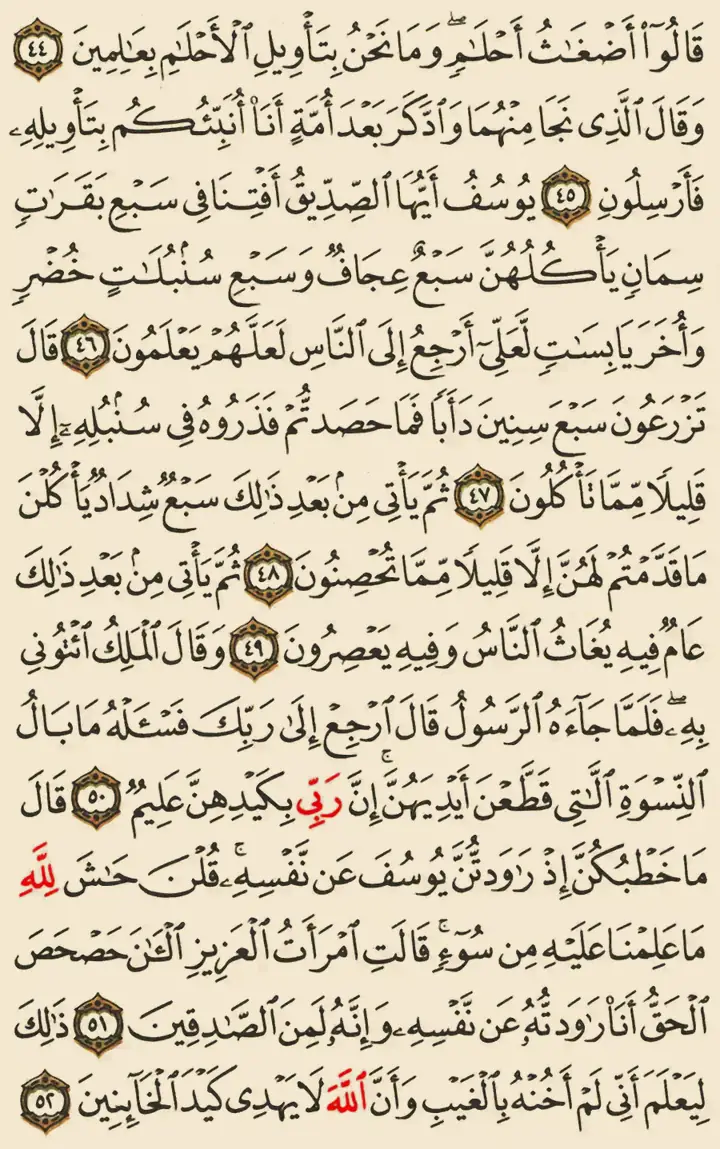 قَالُوٓا۟ أَضْغَٰثُ أَحْلَٰمٍۖ وَمَا نَحْنُ بِتَأْوِيلِ ٱلْأَحْلَٰمِ بِعَٰلِمِينَ ٤٤
وَقَالَ ٱلَّذِى نَجَا مِنْهُمَا وَٱدَّكَرَ بَعْدَ أُمَّةٍ أَنَا۠ أُنَبِّئُكُم بِتَأْوِيلِهِۦ
فَأَرْسِلُونِ ٤٥ يُوسُفُ أَيُّهَا ٱلصِّدِّيقُ أَفْتِنَا فِى سَبْعِ بَقَرَٰتٍ
سِمَانٍ يَأْكُلُهُنَّ سَبْعٌ عِجَافٌ وَسَبْعِ سُنۢبُلَٰتٍ خُضْرٍ
وَأُخَرَ يَابِسَٰتٍ لَّعَلِّىٓ أَرْجِعُ إِلَى ٱلنَّاسِ لَعَلَّهُمْ يَعْلَمُونَ ٤٦ قَالَ
تَزْرَعُونَ سَبْعَ سِنِينَ دَأَبًا فَمَا حَصَدتُّمْ فَذَرُوهُ فِى سُنۢبُلِهِۦٓ إِلَّا
قَلِيلًا مِّمَّا تَأْكُلُونَ ٤٧ ثُمَّ يَأْتِى مِنۢ بَعْدِ ذَٰلِكَ سَبْعٌ شِدَادٌ يَأْكُلْنَ
مَا قَدَّمْتُمْ لَهُنَّ إِلَّا قَلِيلًا مِّمَّا تُحْصِنُونَ ٤٨ ثُمَّ يَأْتِى مِنۢ بَعْدِ ذَٰلِكَ
عَامٌ فِيهِ يُغَاثُ ٱلنَّاسُ وَفِيهِ يَعْصِرُونَ ٤٩ وَقَالَ ٱلْمَلِكُ ٱئْتُونِى
بِهِۦۖ فَلَمَّا جَآءَهُ ٱلرَّسُولُ قَالَ ٱرْجِعْ إِلَىٰ رَبِّكَ فَسْـَٔلْهُ مَا بَالُ
ٱلنِّسْوَةِ ٱلَّٰتِى قَطَّعْنَ أَيْدِيَهُنَّۚ إِنَّ رَبِّى بِكَيْدِهِنَّ عَلِيمٌ ٥٠ قَالَ
مَا خَطْبُكُنَّ إِذْ رَٰوَدتُّنَّ يُوسُفَ عَن نَّفْسِهِۦۚ قُلْنَ حَٰشَ لِلَّهِ
مَا عَلِمْنَا عَلَيْهِ مِن سُوٓءٍۚ قَالَتِ ٱمْرَأَتُ ٱلْعَزِيزِ ٱلْـَٰٔنَ حَصْحَصَ
ٱلْحَقُّ أَنَا۠ رَٰوَدتُّهُۥ عَن نَّفْسِهِۦ وَإِنَّهُۥ لَمِنَ ٱلصَّٰدِقِينَ ٥١ ذَٰلِكَ
لِيَعْلَمَ أَنِّى لَمْ أَخُنْهُ بِٱلْغَيْبِ وَأَنَّ ٱللَّهَ لَا يَهْدِى كَيْدَ ٱلْخَآئِنِينَ ٥٢